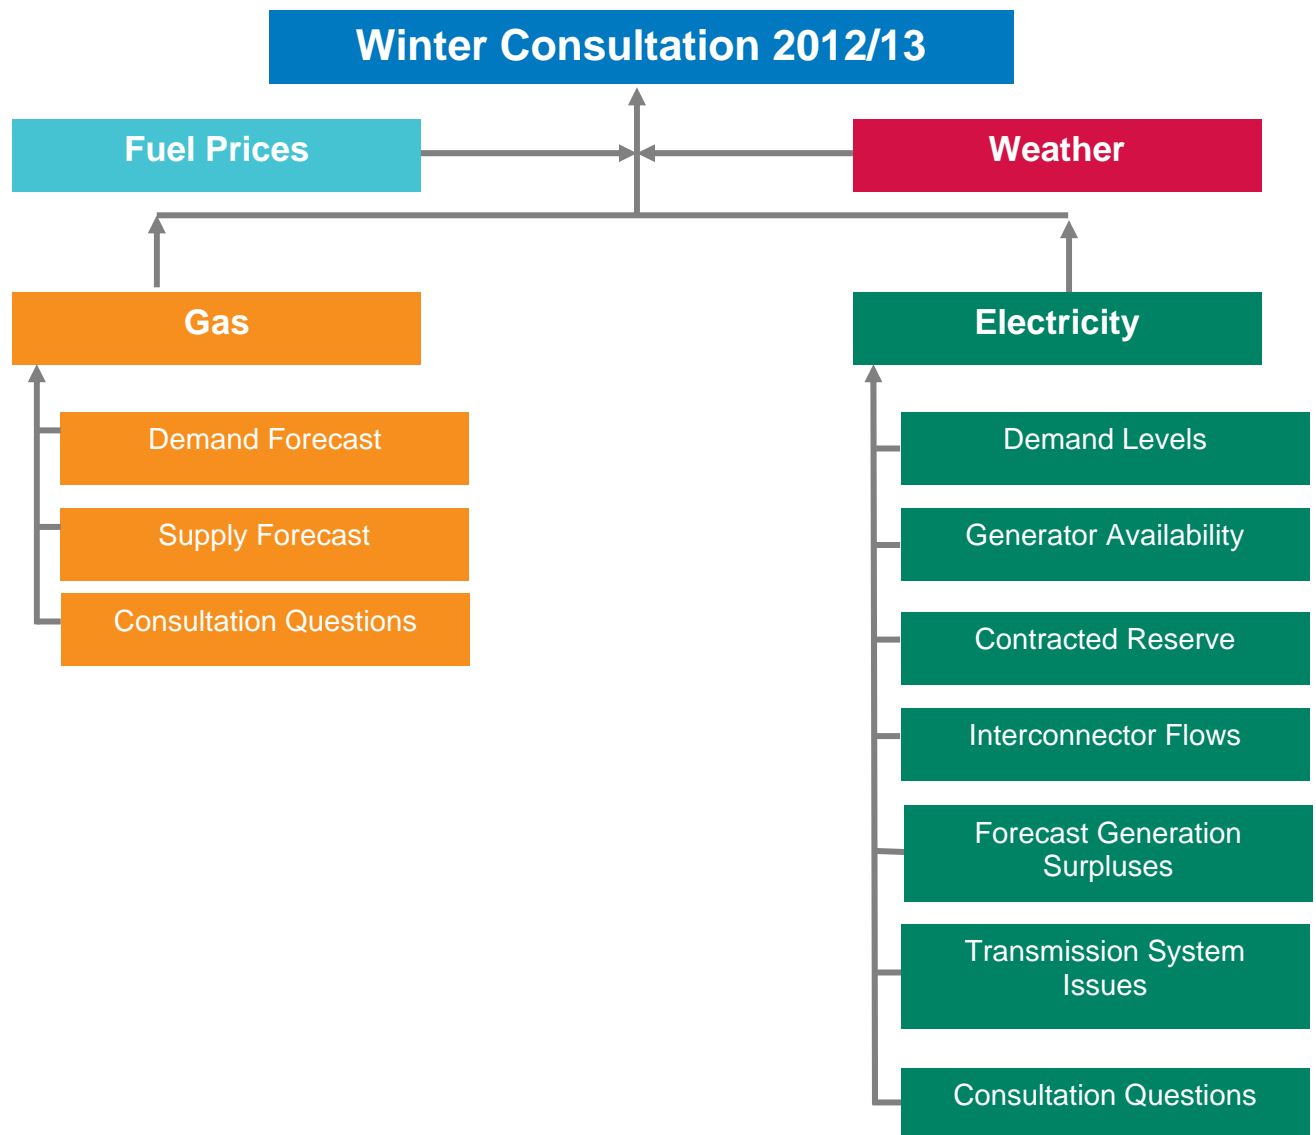 Winter Consultation 2012/13
Fuel Prices
Weather
Gas
Electricity
Demand Forecast
Supply Forecast
Consultation Questions
Demand Levels
Generator Availability
Contracted Reserve
Interconnector Flows
Forecast Generation
Surpluses
Transmission System
Issues
Consultation Questions